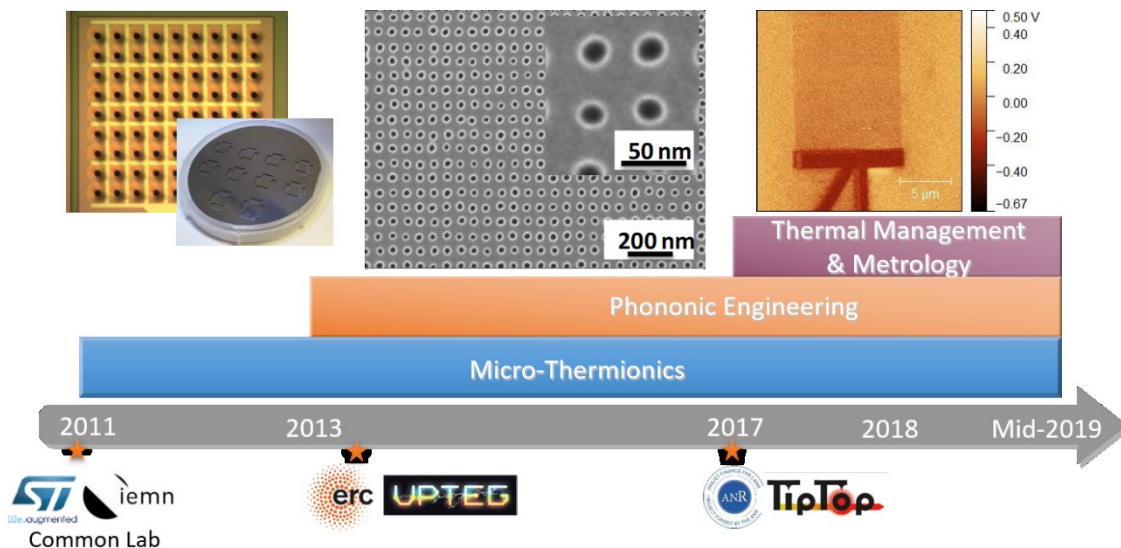 50 nm
200 nm
0.50 V
0.40
0.20
0.00
−0.20
−0.40
−0.67
5 µm
Thermal Management
& Metrology
Phononic Engineering
Micro-Thermionics
2011
2013
2017
2018
Mid-2019
ST
life.augmented
iemn
Common Lab
erc
UPTEG
ANR
TipTop